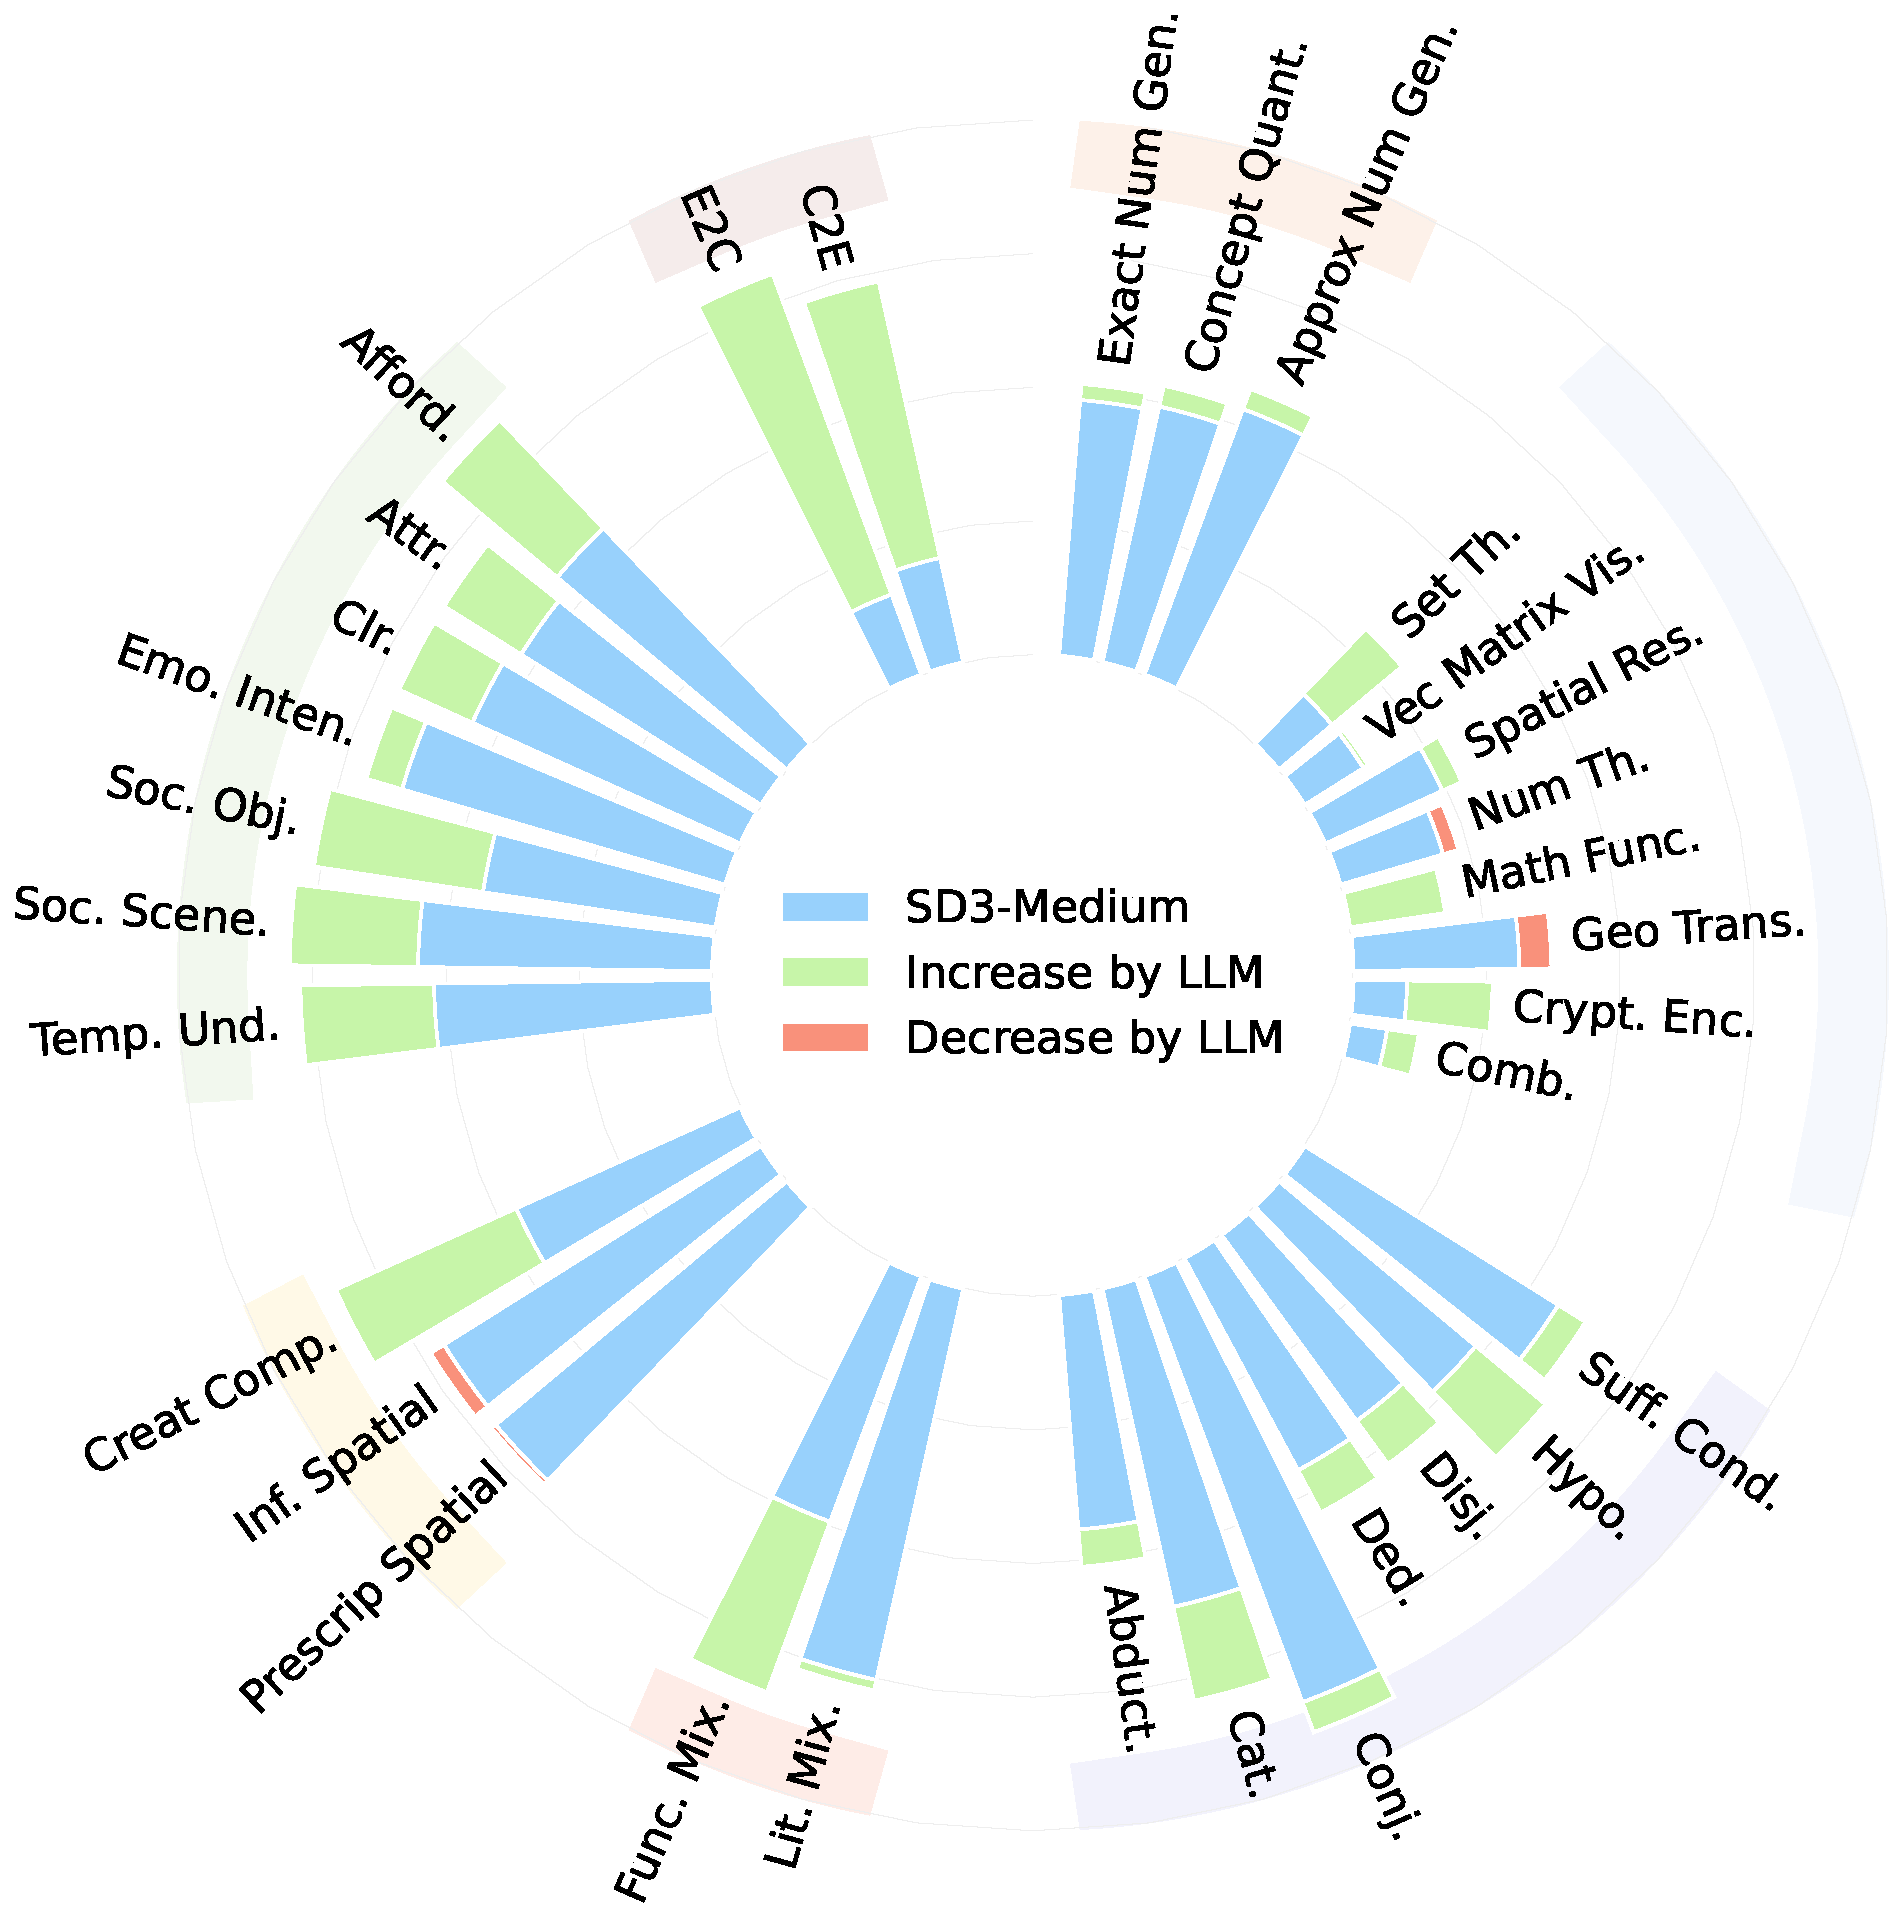 Exact Num Gen.
Concept Quant.
Approx Num Gen.
Set Th.
Vec Matrix Vis.
Spatial Res.
Num Th.
Math Func.
Geo Trans.
Crypt. Enc.
Comb.
Suff. Cond.
Hypo.
Disj.
Ded.
Conj.
Cat.
Abduct.
Lit. Mix.
Func. Mix.
Prescrip Spatial
Inf. Spatial
Creat Comp.
Temp. Und.
Soc. Scene.
Soc. Obj.
Emo. Inten.
Clr.
Attr.
Afford.
E2C
C2E
SD3-Medium
Increase by LLM
Decrease by LLM